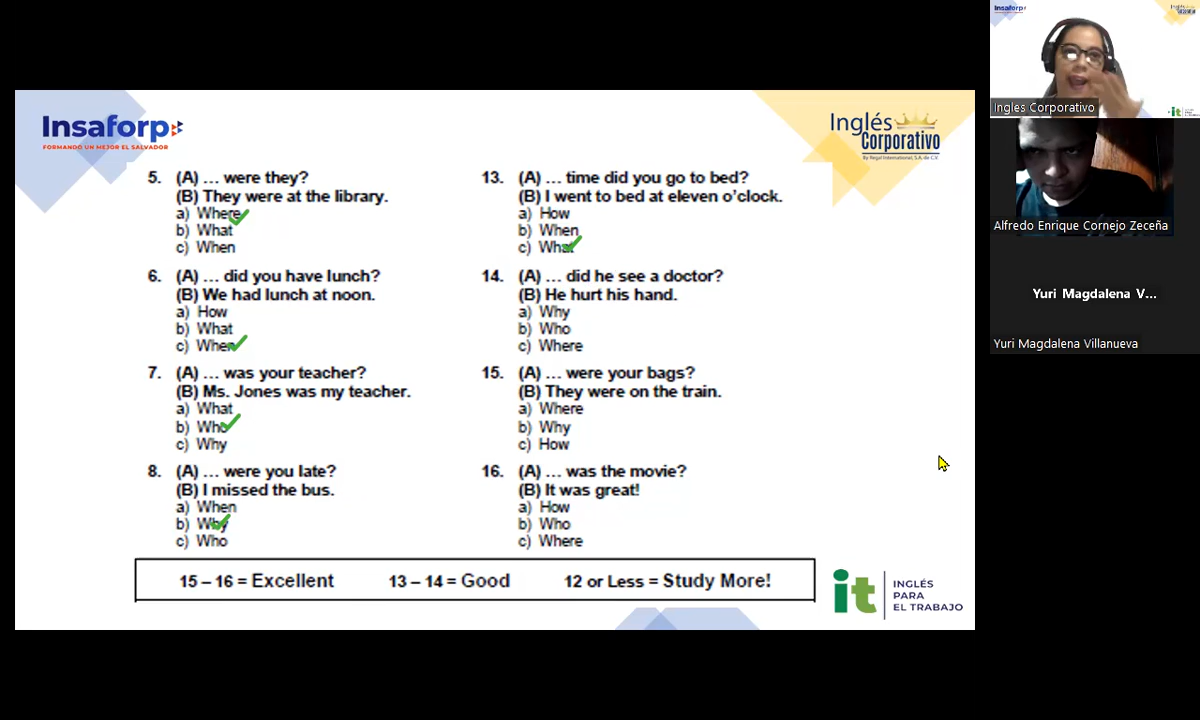 Insaforp
FORMANDO UN MEJOR EL SALVADOR
Inglés
Corporativo
By Regal International, S.A. de C.V.
5. (A) … were they?
(B) They were at the library.
a) Where
b) What
c) When
6. (A) … did you have lunch?
(B) We had lunch at noon.
a) How
b) What
c) When
7. (A) … was your teacher?
(B) Ms. Jones was my teacher.
a) What
b) Who
c) Why
8. (A) … were you late?
(B) I missed the bus.
a) When
b) Why
c) Who
13. (A) … time did you go to bed?
(B) I went to bed at eleven o’clock.
a) How
b) When
c) What
14. (A) … did he see a doctor?
(B) He hurt his hand.
a) Why
b) Who
c) Where
15. (A) … were your bags?
(B) They were on the train.
a) Where
b) Why
c) How
16. (A) … was the movie?
(B) It was great!
a) How
b) Who
c) Where
15 – 16 = Excellent 13 – 14 = Good 12 or Less = Study More!
it
INGLÉS
PARA
EL TRABAJO
Insaforp
Ingles Corporativo
it
Alfredo Enrique Cornejo Zeceña
Yuri Magdalena V...
Yuri Magdalena Villanueva